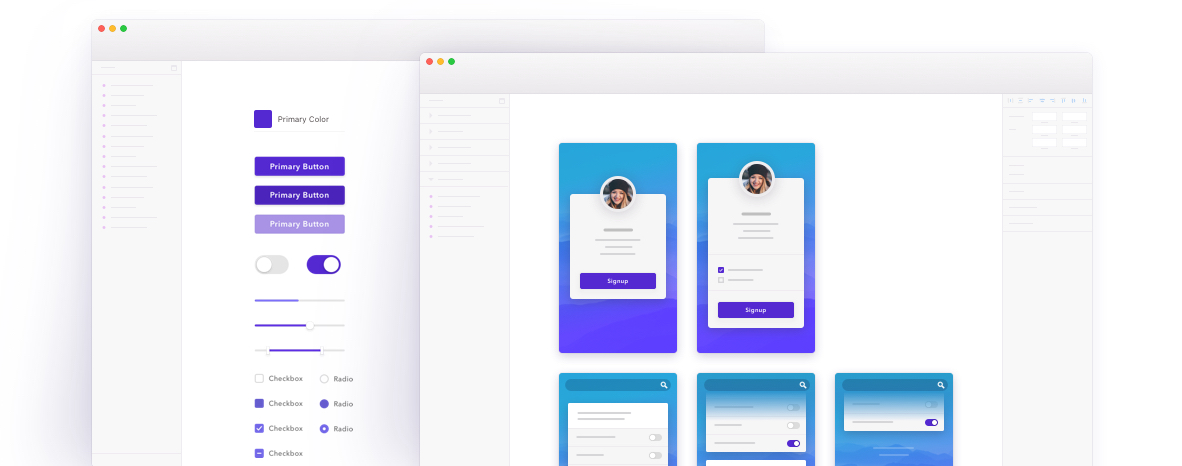 Primary Color
Primary Button
Primary Button
Primary Button
Checkbox Radio
Checkbox Radio
Checkbox Radio
Checkbox
Signup
Signup